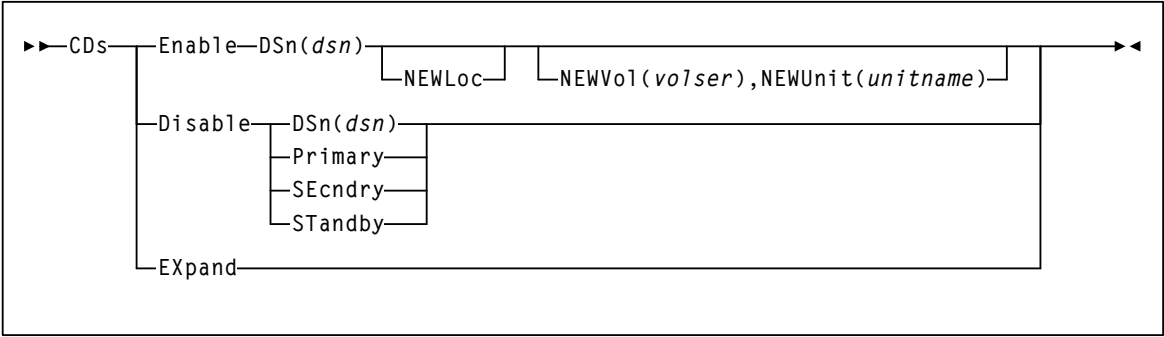 CDs Enable DSn(dsn)
NEWLoc NEWVol(volser),NEWUnit(unitname)
Disable DSn(dsn)
Primary
SEcndry
STandby
EXpand